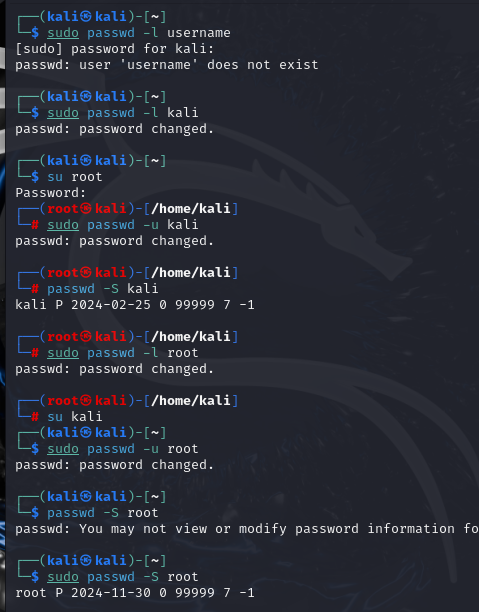 ┌──(kali㉿kali)-[~]
└─$ sudo passwd -l username
[sudo] password for kali:
passwd: user 'username' does not exist
┌──(kali㉿kali)-[~]
└─$ sudo passwd -l kali
passwd: password changed.
┌──(kali㉿kali)-[~]
└─$ su root
Password:
┌──(root㉿kali)-[/home/kali]
└─# sudo passwd -u kali
passwd: password changed.
┌──(root㉿kali)-[/home/kali]
└─# passwd -S kali
kali P 2024-02-25 0 99999 7 -1
┌──(root㉿kali)-[/home/kali]
└─# sudo passwd -l root
passwd: password changed.
┌──(root㉿kali)-[/home/kali]
└─# su kali
┌──(kali㉿kali)-[~]
└─$ sudo passwd -u root
passwd: password changed.
┌──(kali㉿kali)-[~]
└─$ passwd -S root
passwd: You may not view or modify password information fo
┌──(kali㉿kali)-[~]
└─$ sudo passwd -S root
root P 2024-11-30 0 99999 7 -1